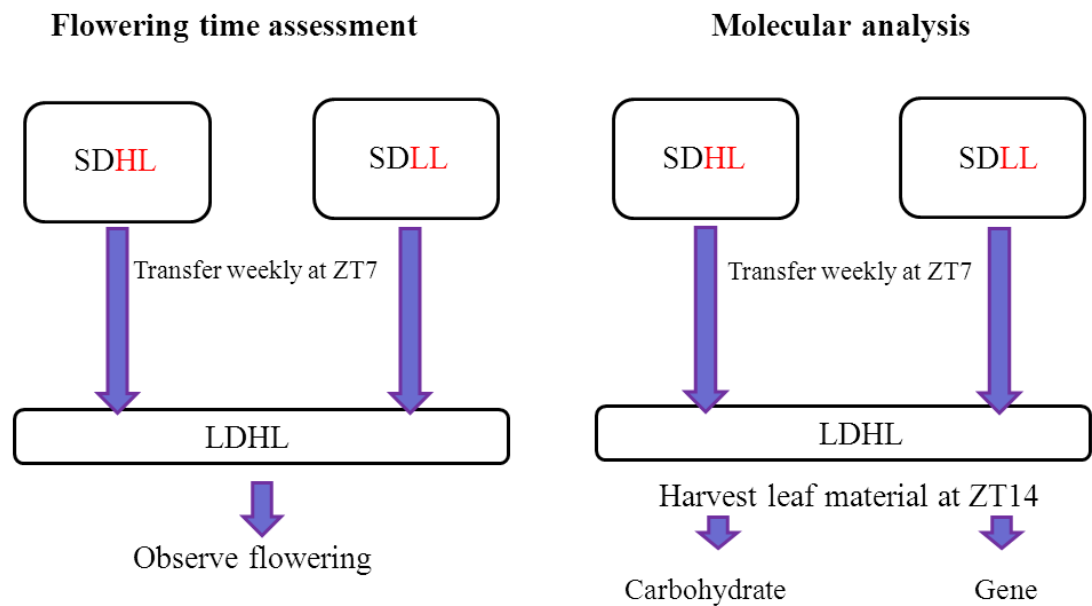 Flowering time assessment
SDHL
SDLL
Transfer weekly at ZT7
LDHL
Observe flowering
Molecular analysis
SDHL
SDLL
Transfer weekly at ZT7
LDHL
Harvest leaf material at ZT14
Carbohydrate
Gene